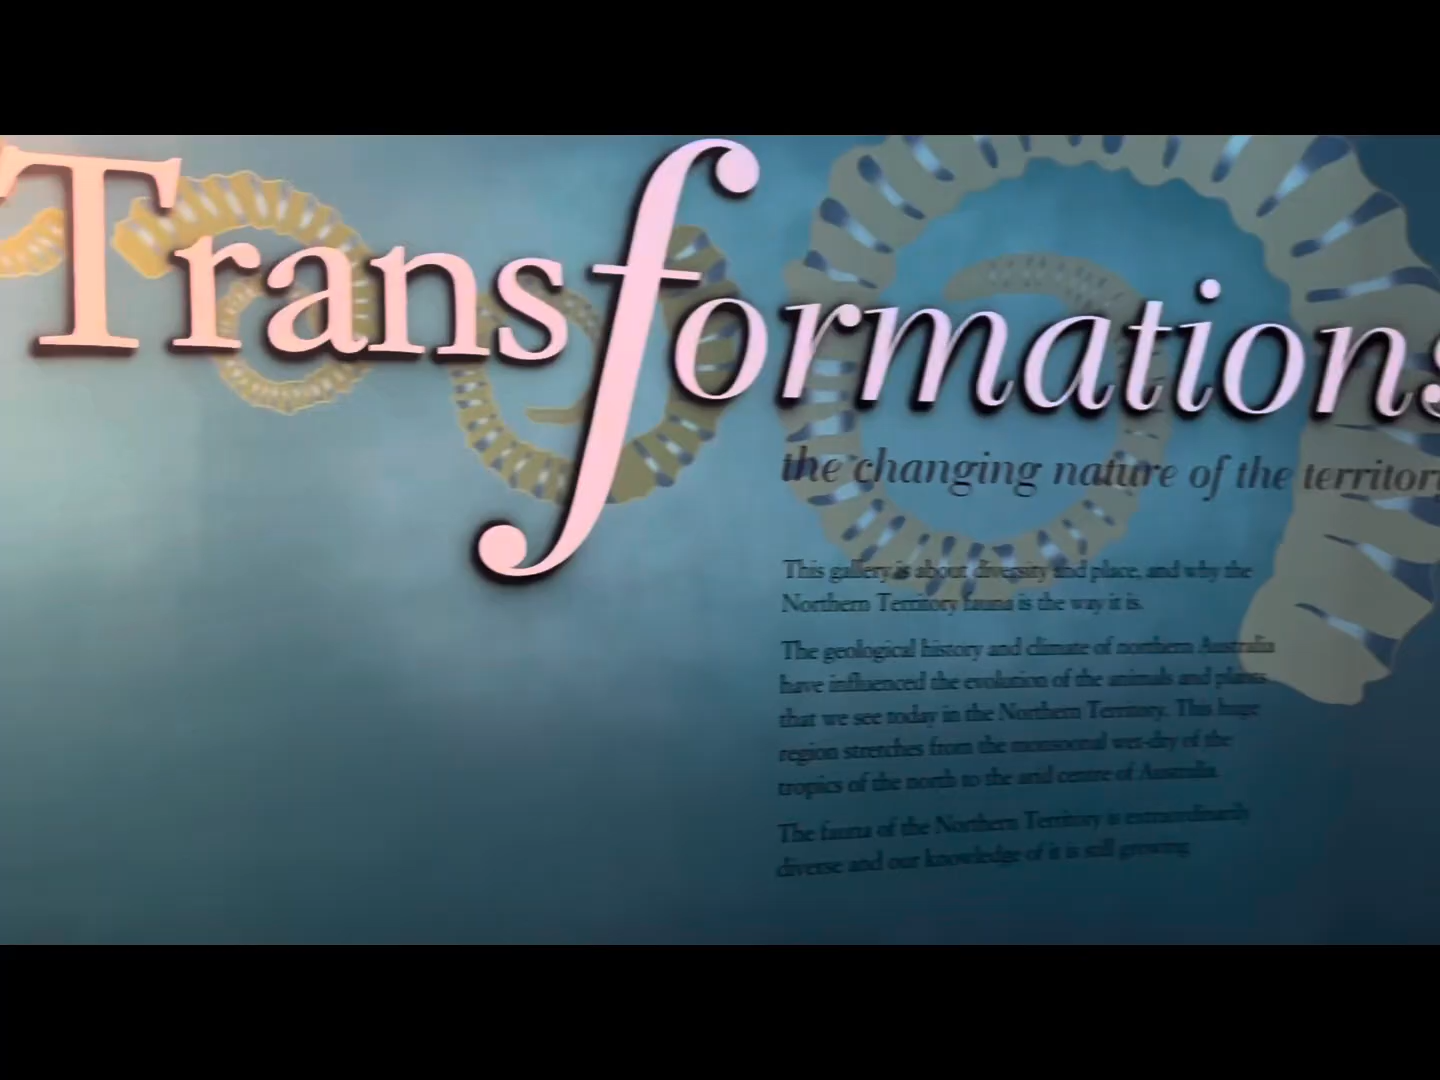 Transformations
the changing nature of the territory
This gallery is about diversity and place, and why the
Northern Territory fauna is the way it is.
The geological history and climate of northern Australia
have influenced the evolution of the animals and plants
that we see today in the Northern Territory. This huge
region stretches from the monsoonal wet-dry of the
tropics of the north to the arid centre of Australia.
The fauna of the Northern Territory is extraordinarily
diverse and our knowledge of it is still growing